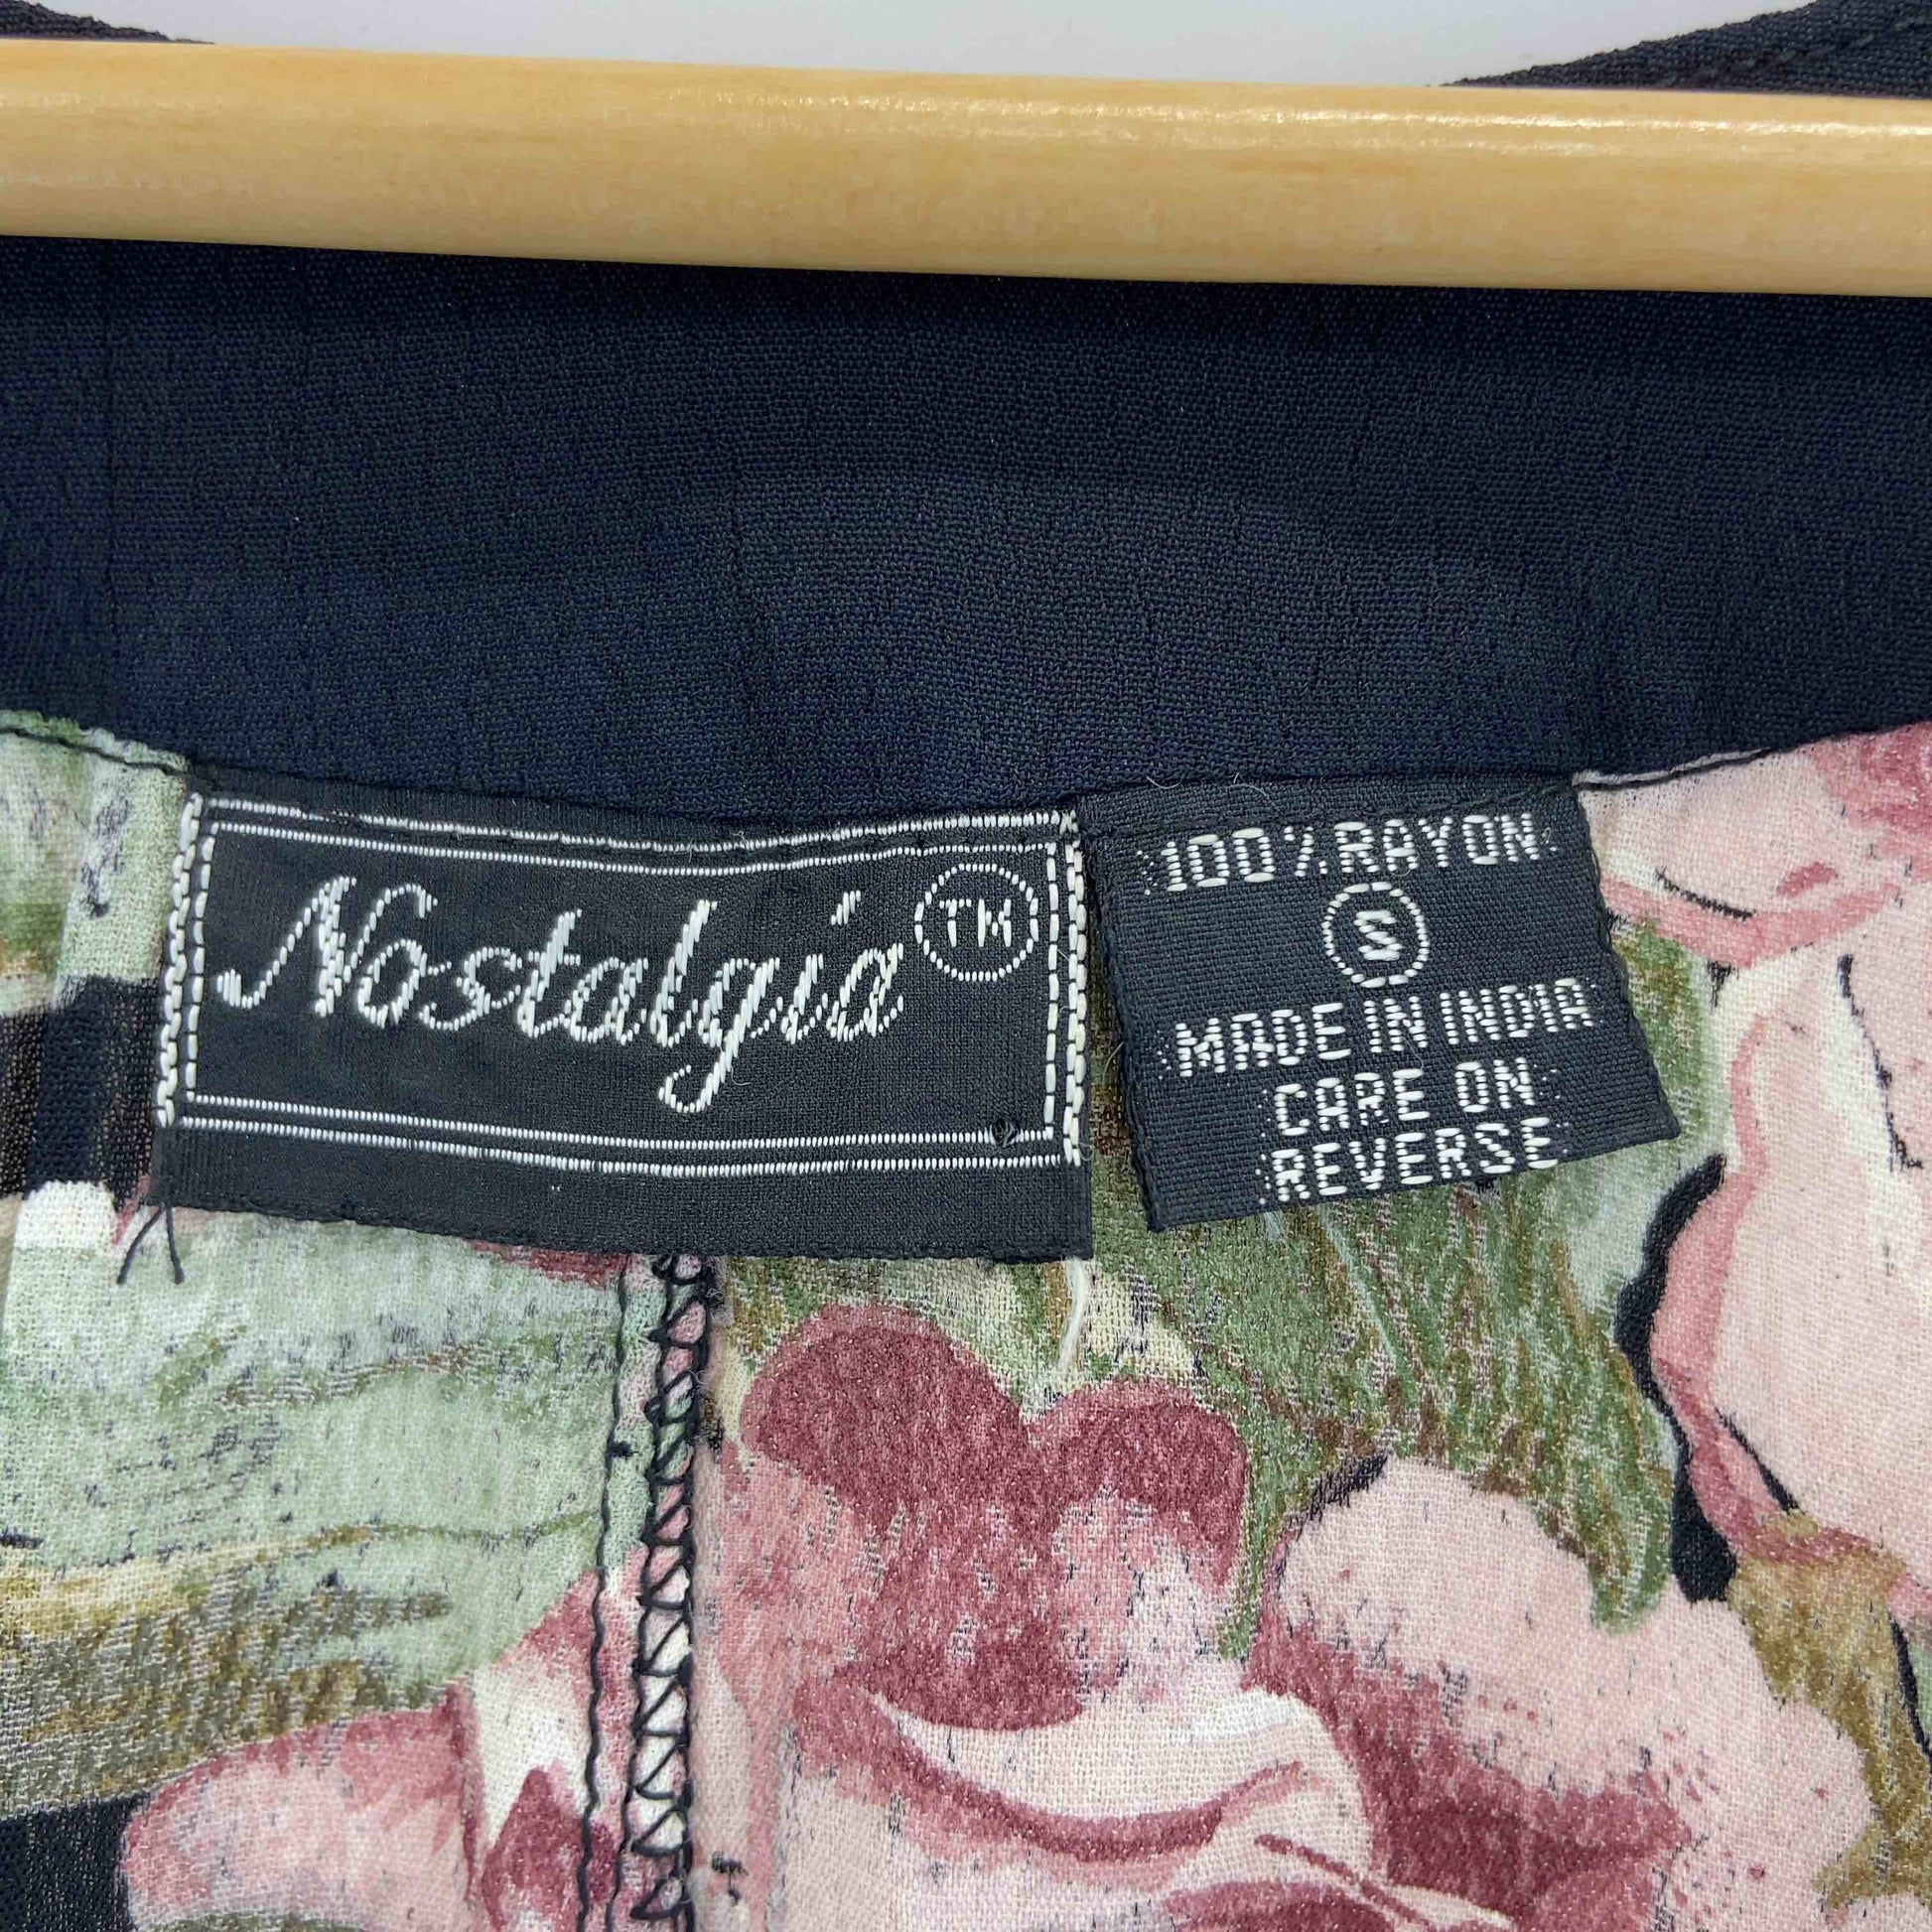 Nostalgia TM
100% RAYON
S
MADE IN INDIA
CARE ON
REVERSE